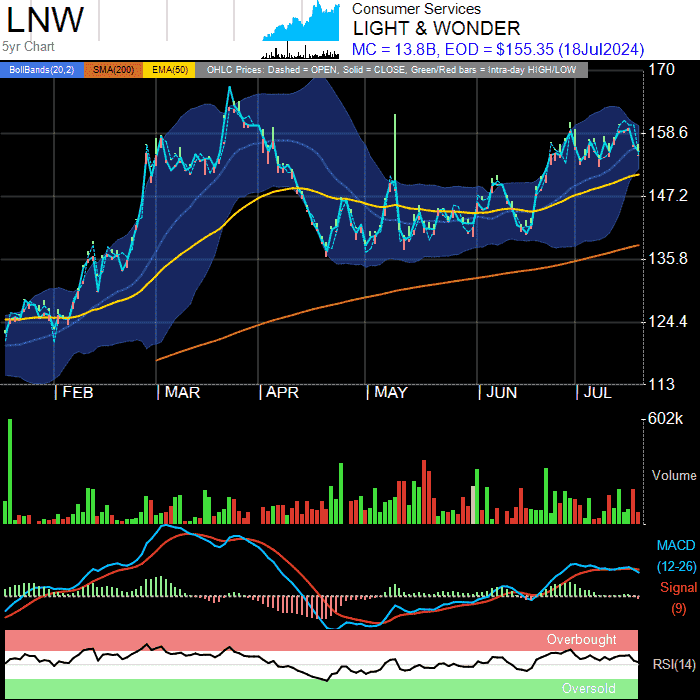 LNW
5yr Chart
Consumer Services
LIGHT & WONDER
MC = 13.8B, EOD = $155.35 (18Jul2024)
BollBands(20,2) SMA(200) EMA(50) OHLC Prices: Dashed = OPEN, Solid = CLOSE, Green/Red bars = Intra-day HIGH/LOW
170
158.6
147.2
135.8
124.4
113
FEB MAR APR MAY JUN JUL
602k
Volume
MACD
(12-26)
Signal
(9)
Overbought
RSI(14)
Oversold